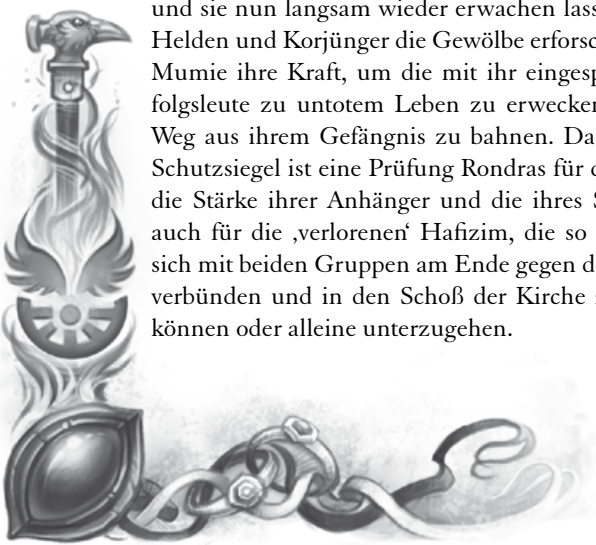 und sie nun langsam wieder erwachen lass
Helden und Korjünger die Gewölbe erforsc
Mumie ihre Kraft, um die mit ihr eingesp
folgsleute zu untotem Leben zu erwecken
Weg aus ihrem Gefängnis zu bahnen. Da
Schutzsiegel ist eine Prüfung Rondras für d
die Stärke ihrer Anhänger und die ihres S
auch für die ‚verlorenen‘ Hafizim, die so
sich mit beiden Gruppen am Ende gegen d
verbünden und in den Schoß der Kirche
können oder alleine unterzugehen.